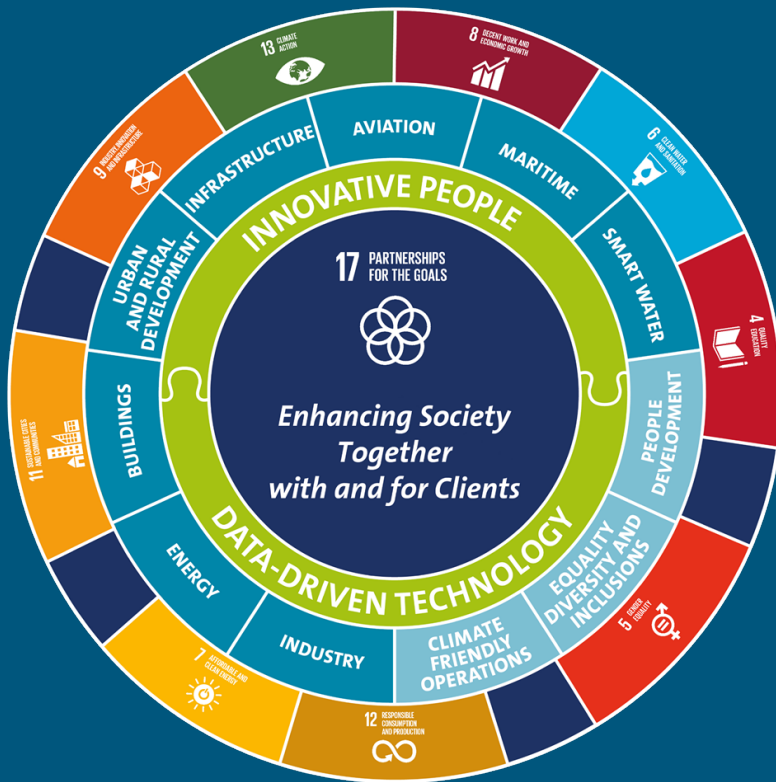 13 CLIMATE
ACTION
8 DECENT WORK AND
ECONOMIC GROWTH
6 CLEAN WATER
AND SANITATION
4 QUALITY
EDUCATION
5 GENDER
EQUALITY
12 RESPONSIBLE
CONSUMPTION
AND PRODUCTION
7 AFFORDABLE AND
CLEAN ENERGY
11 SUSTAINABLE CITIES
AND COMMUNITIES
9 INDUSTRY, INNOVATION
AND INFRASTRUCTURE
AVIATION
MARITIME
SMART WATER
PEOPLE
DEVELOPMENT
EQUALITY
DIVERSITY AND
INCLUSIONS
CLIMATE
FRIENDLY
OPERATIONS
INDUSTRY
ENERGY
BUILDINGS
URBAN
AND RURAL
DEVELOPMENT
INFRASTRUCTURE
INNOVATIVE PEOPLE
DATA-DRIVEN TECHNOLOGY
17 PARTNERSHIPS
FOR THE GOALS
Enhancing Society
Together
with and for Clients